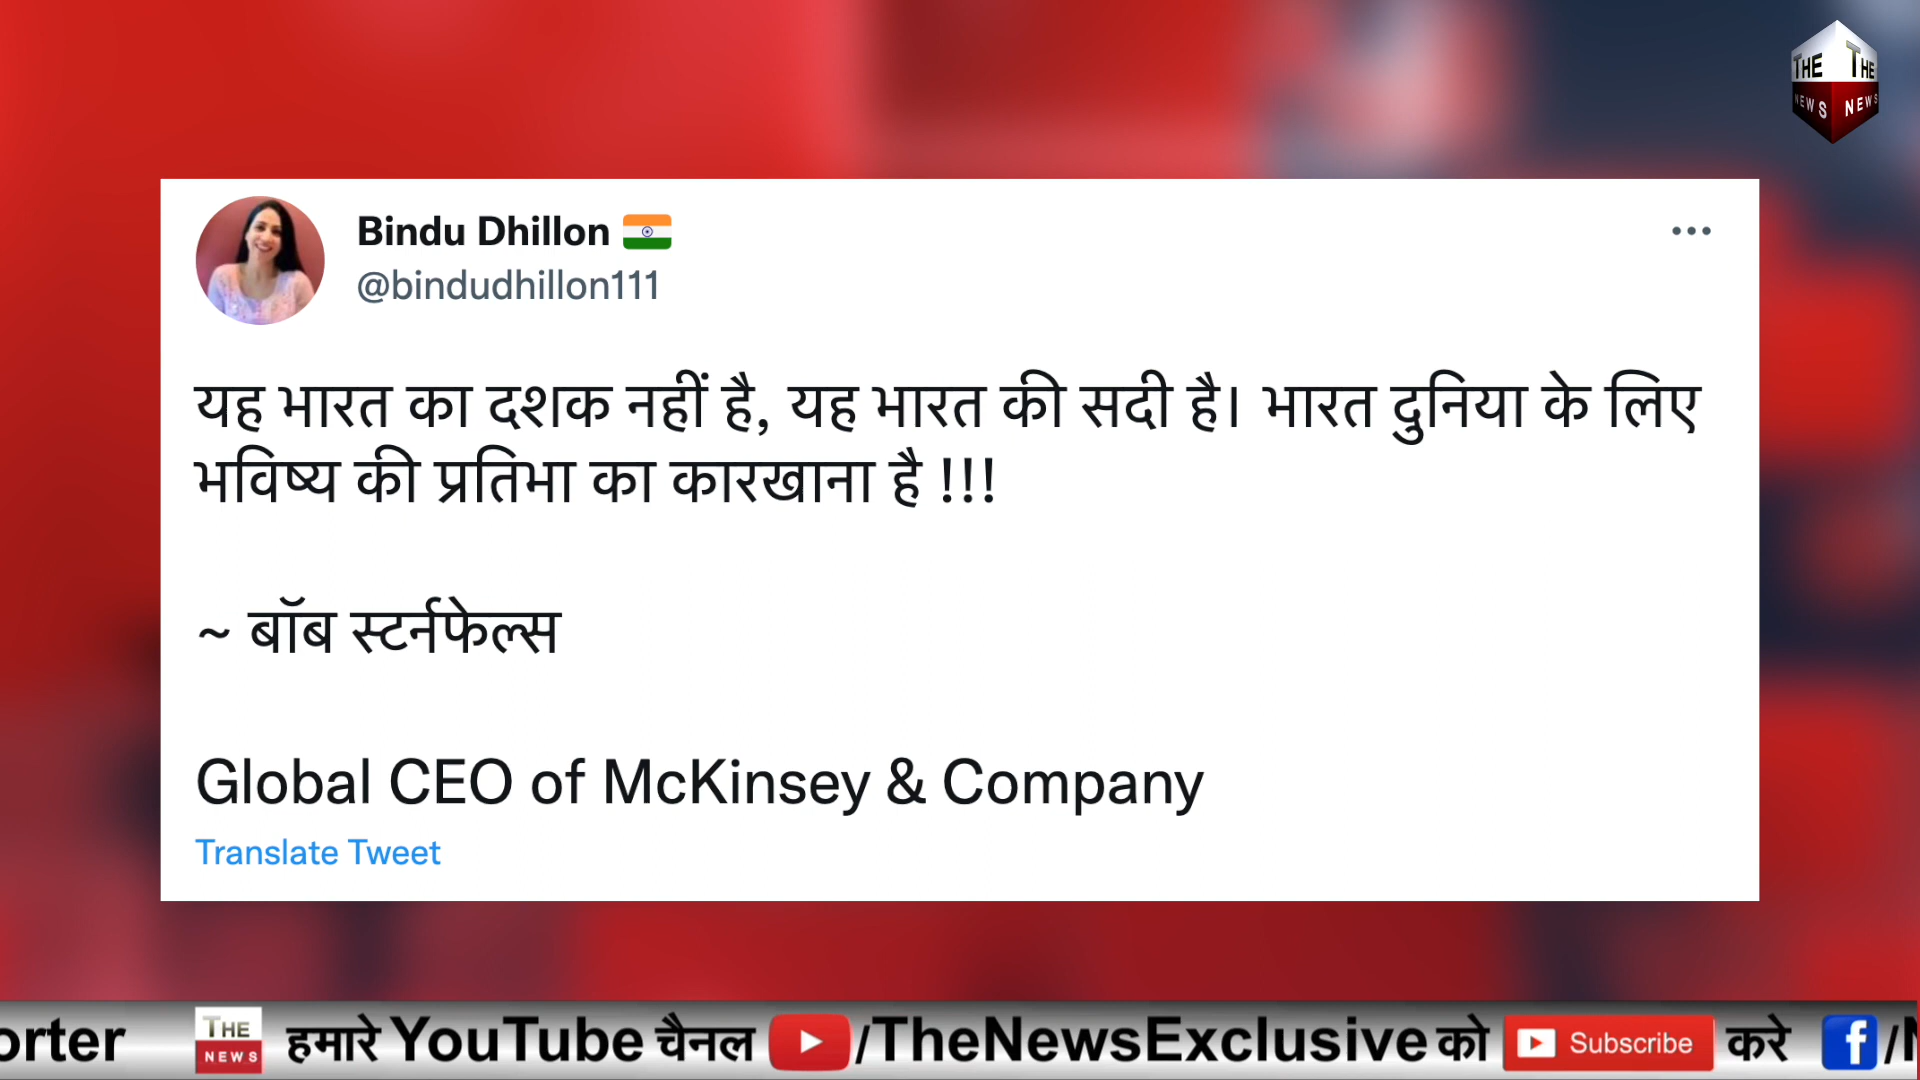 THE THE
NEWS NEWS
Bindu Dhillon 🇮🇳
@bindudhillon111
यह भारत का दशक नहीं है, यह भारत की सदी है। भारत दुनिया के लिए
भविष्य की प्रतिभा का कारखाना है !!!
~ बॉब स्टर्नफेल्स
Global CEO of McKinsey & Company
Translate Tweet
orter THE NEWS हमारे YouTube चैनल /TheNewsExclusive को Subscribe करे f /N